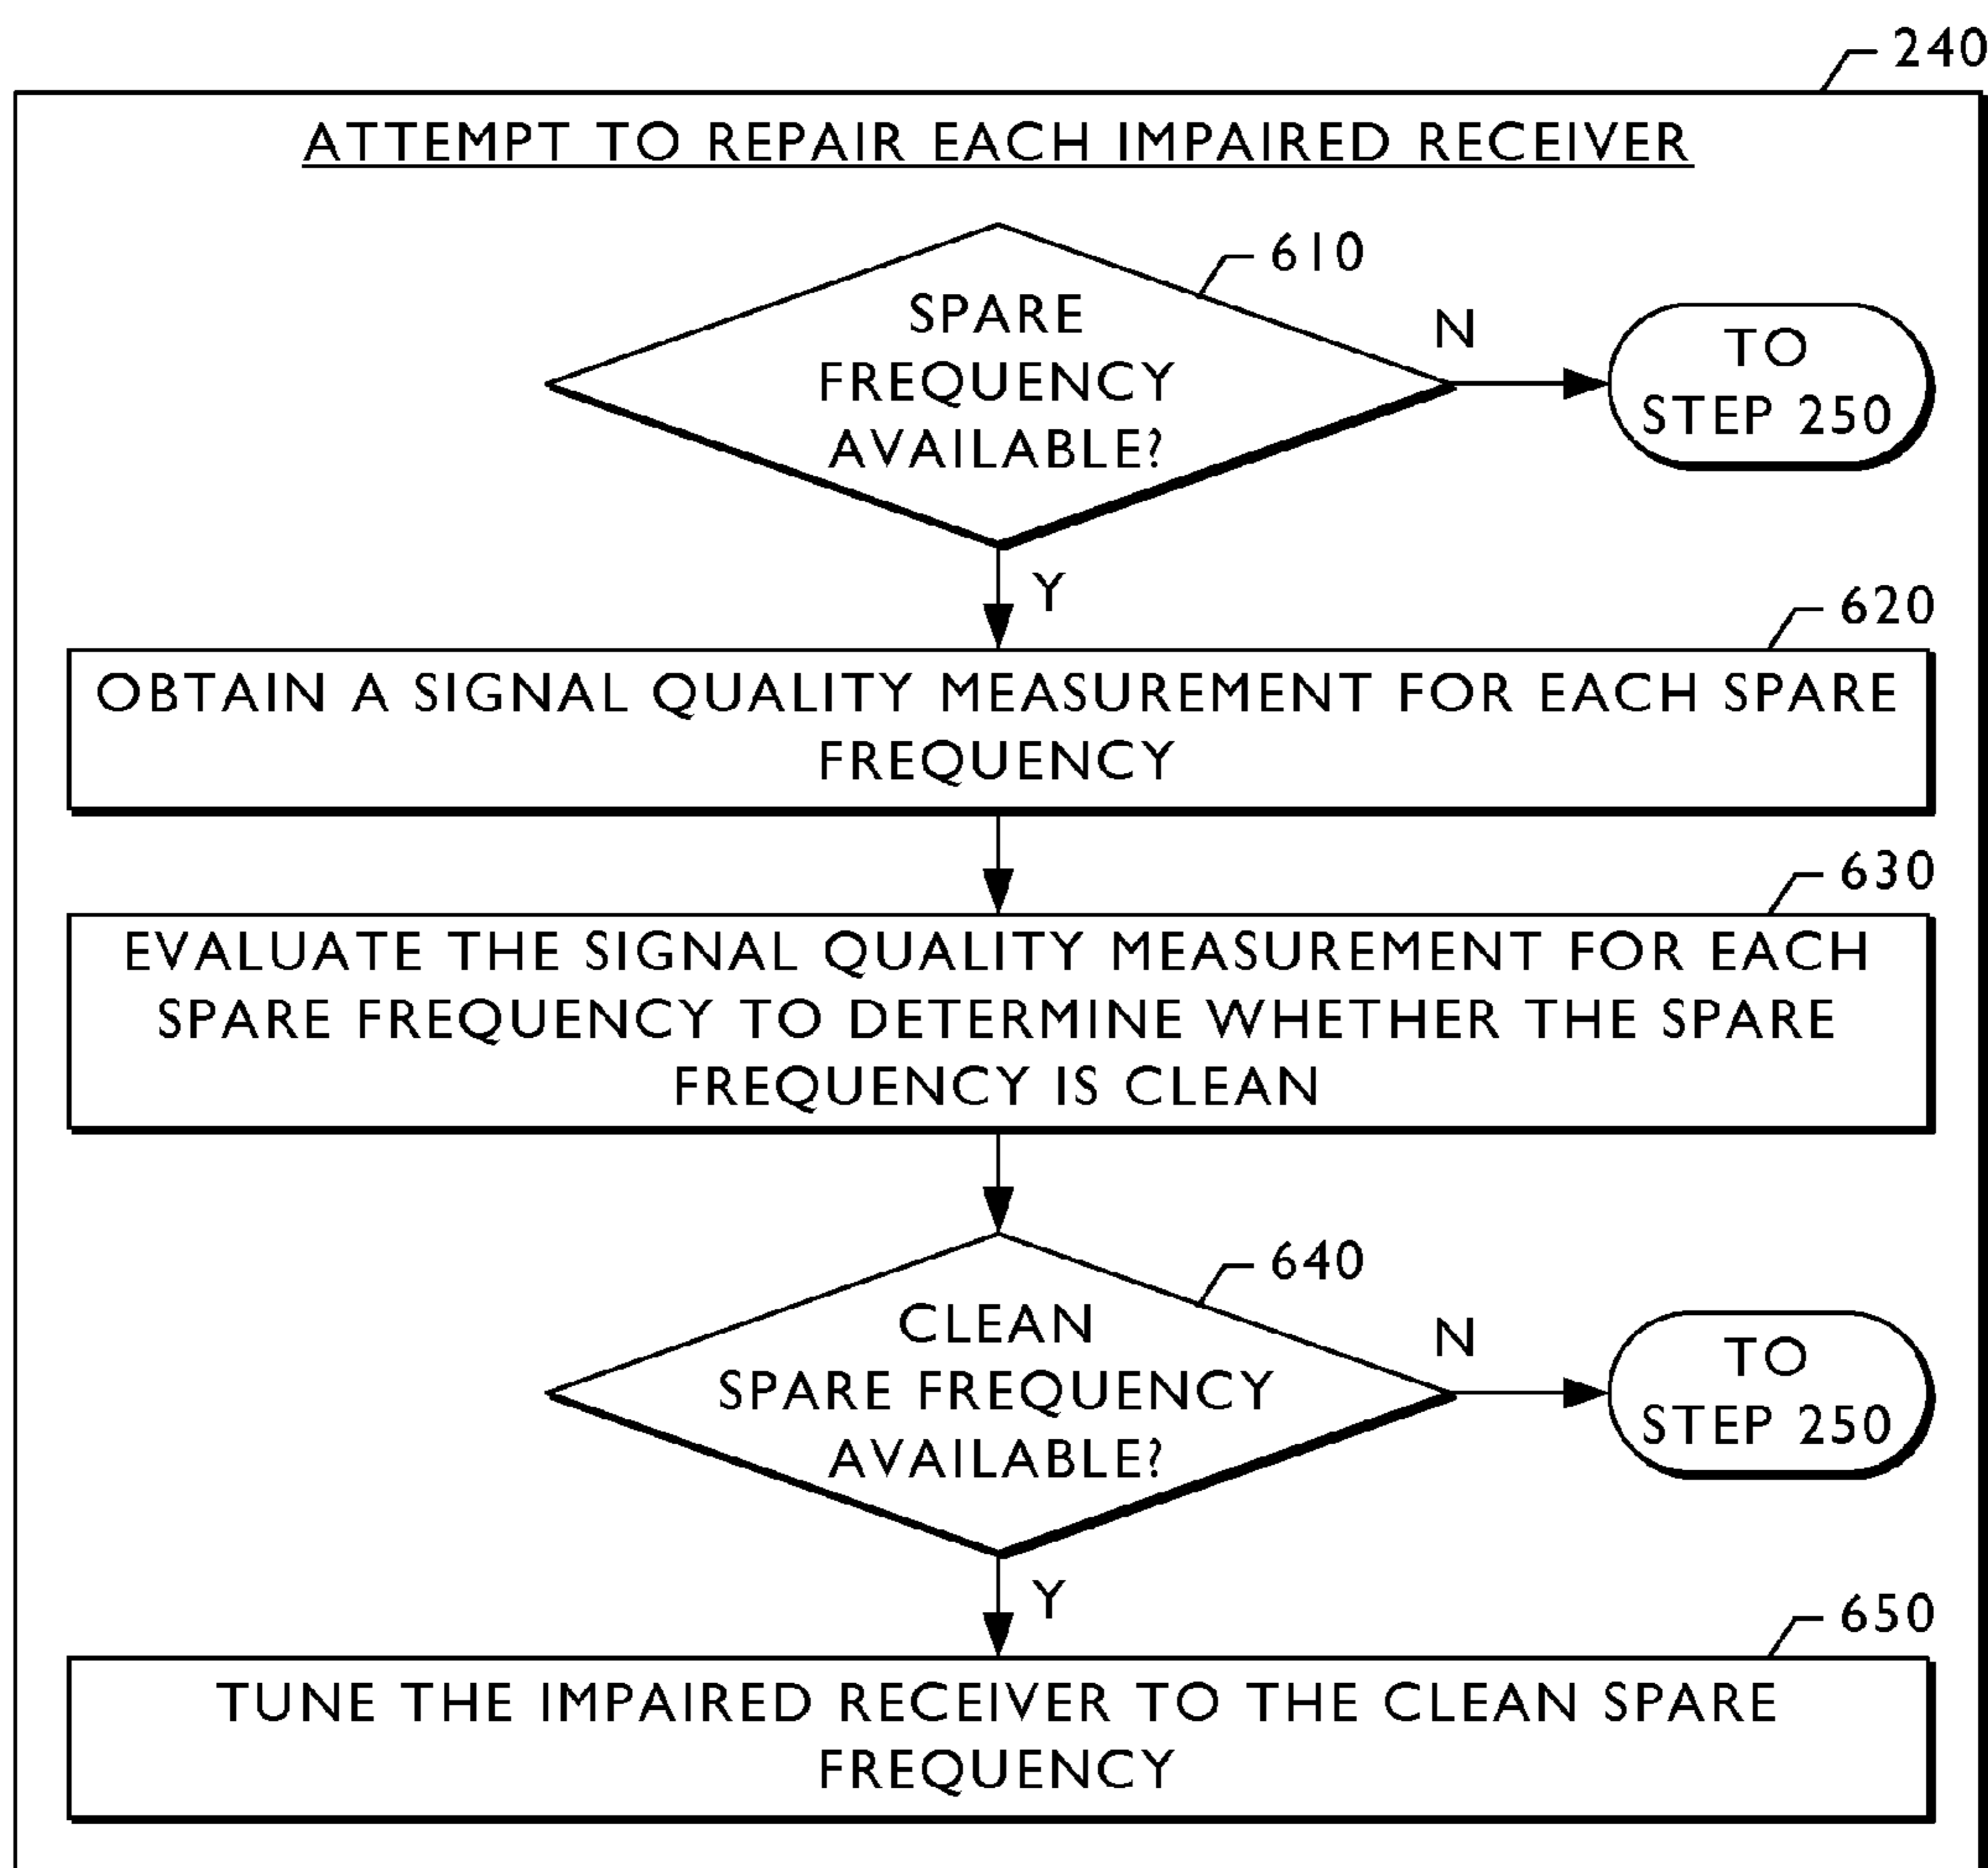 240
ATTEMPT TO REPAIR EACH IMPAIRED RECEIVER
610
SPARE
FREQUENCY
AVAILABLE?
N
TO
STEP 250
Y
620
OBTAIN A SIGNAL QUALITY MEASUREMENT FOR EACH SPARE
FREQUENCY
630
EVALUATE THE SIGNAL QUALITY MEASUREMENT FOR EACH
SPARE FREQUENCY TO DETERMINE WHETHER THE SPARE
FREQUENCY IS CLEAN
640
CLEAN
SPARE FREQUENCY
AVAILABLE?
N
TO
STEP 250
Y
650
TUNE THE IMPAIRED RECEIVER TO THE CLEAN SPARE
FREQUENCY